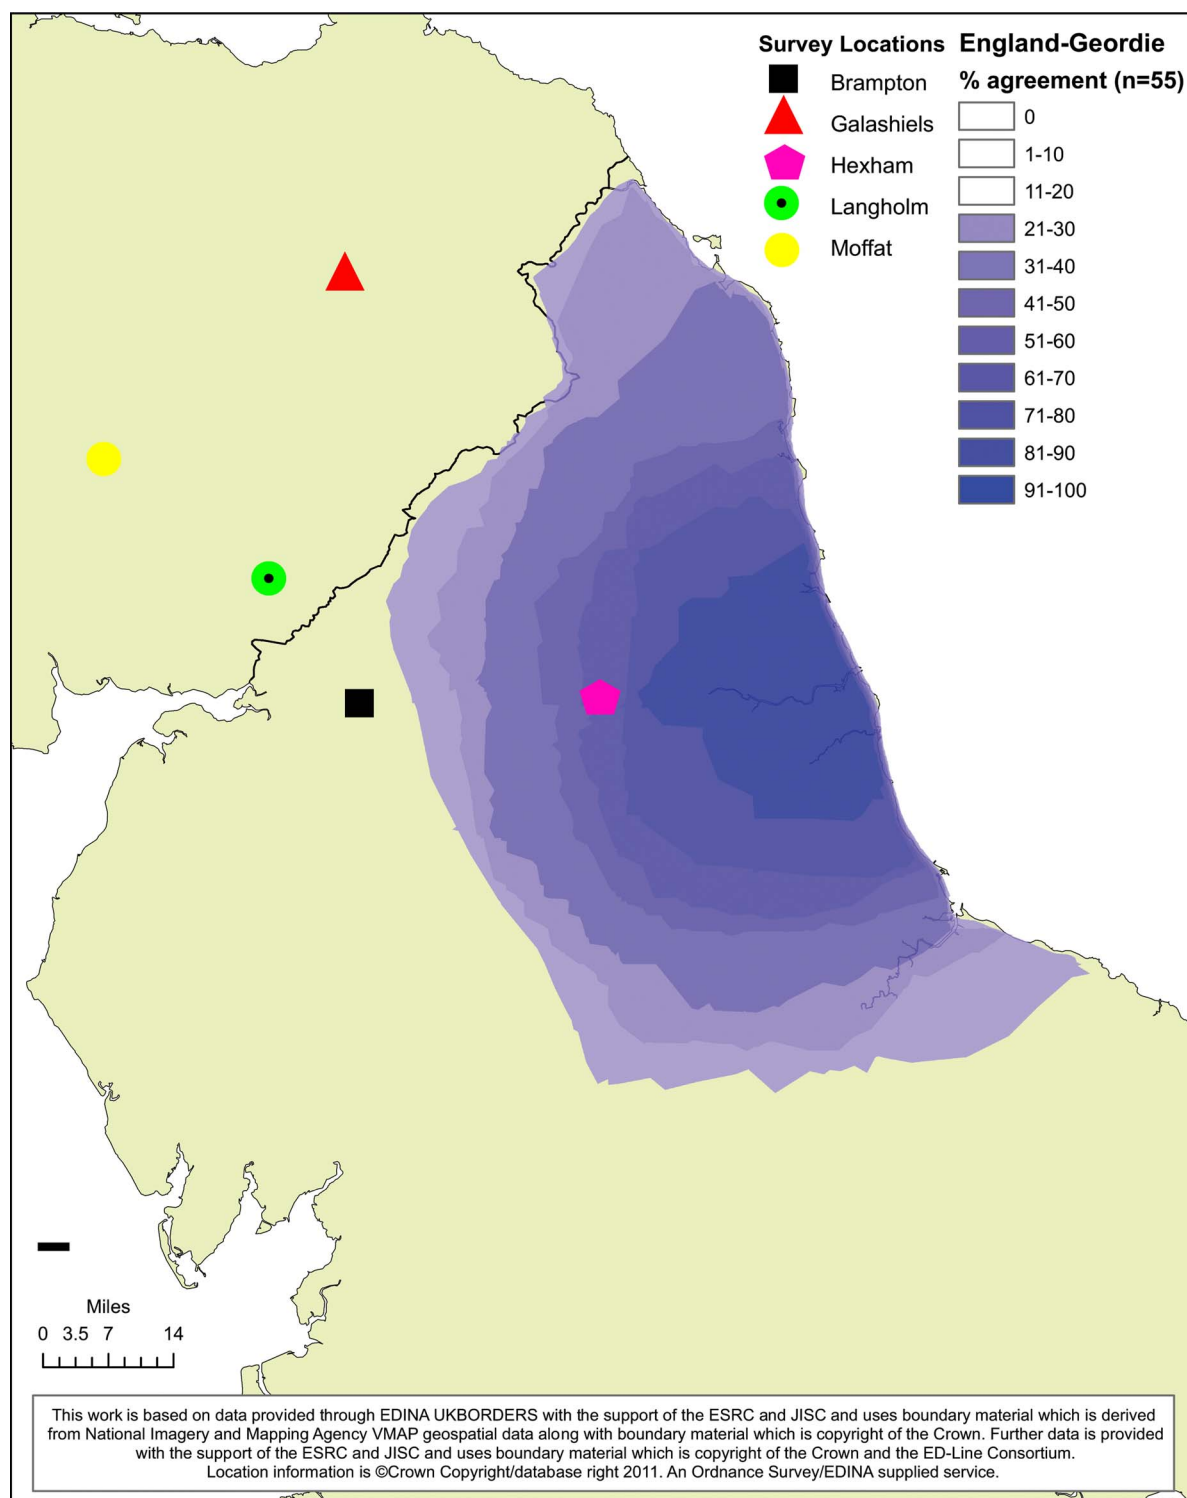 Survey Locations
Brampton
Galashiels
Hexham
Langholm
Moffat
England-Geordie
% agreement (n=55)
0
1-10
11-20
21-30
31-40
41-50
51-60
61-70
71-80
81-90
91-100
Miles
0 3.5 7 14
This work is based on data provided through EDINA UKBORDERS with the support of the ESRC and JISC and uses boundary material which is derived
from National Imagery and Mapping Agency VMAP geospatial data along with boundary material which is copyright of the Crown. Further data is provided
with the support of the ESRC and JISC and uses boundary material which is copyright of the Crown and the ED-Line Consortium.
Location information is ©Crown Copyright/database right 2011. An Ordnance Survey/EDINA supplied service.